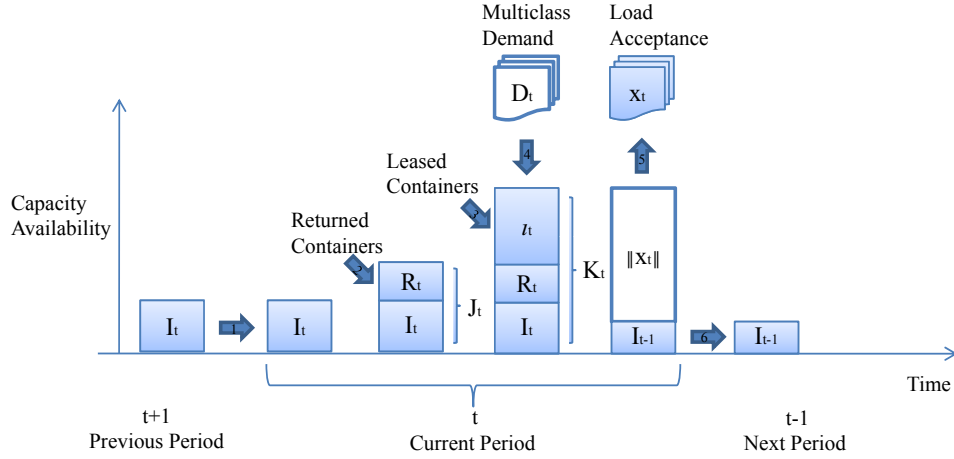 Multiclass
Demand
Load
Acceptance
Dₜ
xₜ
4
5
Leased
Containers
Capacity
Availability
Returned
Containers
ιₜ
Rₜ
Iₜ
Kₜ
‖xₜ‖
Iₜ₋₁
Rₜ
Iₜ
Jₜ
Iₜ
1
Iₜ
6
Iₜ₋₁
Time
t+1
Previous Period
t
Current Period
t-1
Next Period